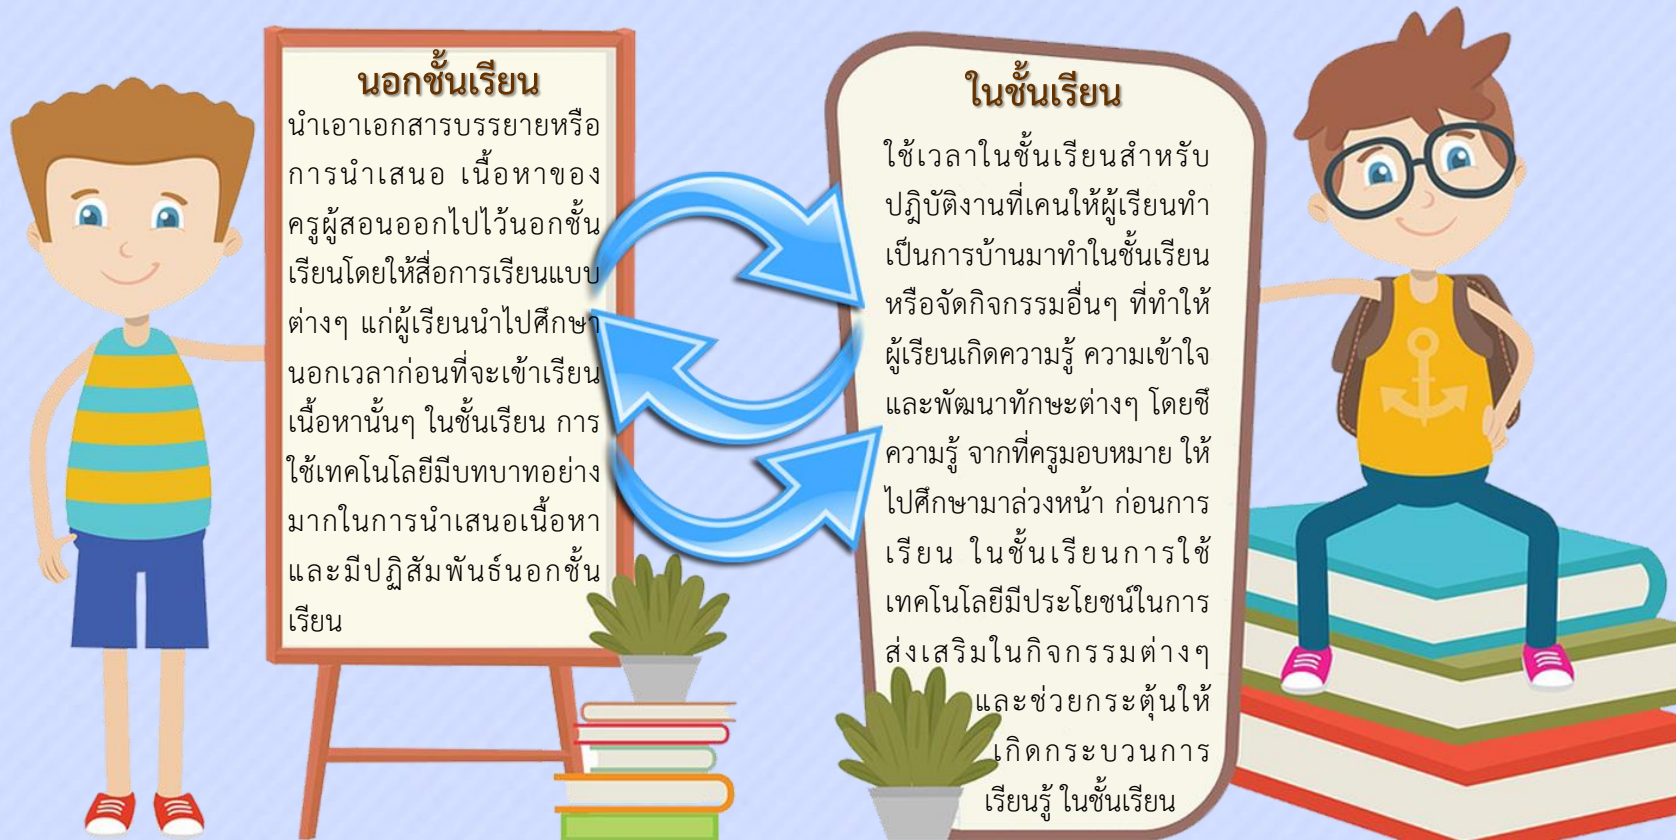 นอกชั้นเรียน
นำเอาเอกสารบรรยายหรือ
การนำเสนอ เนื้อหาของ
ครูผู้สอนออกไปไว้นอกชั้น
เรียนโดยให้สื่อการเรียนแบบ
ต่างๆ แก่ผู้เรียนนำไปศึกษา
นอกเวลาก่อนที่จะเข้าเรียน
เนื้อหานั้นๆ ในชั้นเรียน การ
ใช้เทคโนโลยีมีบทบาทอย่าง
มากในการนำเสนอเนื้อหา
และมีปฏิสัมพันธ์นอกชั้น
เรียน
ในชั้นเรียน
ใช้เวลาในชั้นเรียนสำหรับ
ปฎิบัติงานที่เคนให้ผู้เรียนทำ
เป็นการบ้านมาทำในชั้นเรียน
หรือจัดกิจกรรมอื่นๆ ที่ทำให้
ผู้เรียนเกิดความรู้ ความเข้าใจ
และพัฒนาทักษะต่างๆ โดยชี
ความรู้ จากที่ครูมอบหมาย ให้
ไปศึกษามาล่วงหน้า ก่อนการ
เรียน ในชั้นเรียนการใช้
เทคโนโลยีมีประโยชน์ในการ
ส่งเสริมในกิจกรรมต่างๆ
และช่วยกระตุ้นให้
เกิดกระบวนการ
เรียนรู้ ในชั้นเรียน